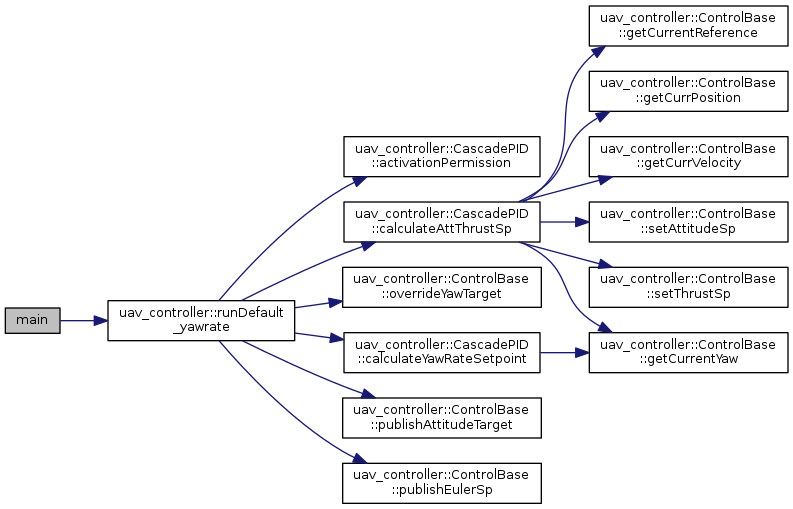 main
uav_controller::runDefault
_yawrate
uav_controller::CascadePID
::activationPermission
uav_controller::CascadePID
::calculateAttThrustSp
uav_controller::ControlBase
::overrideYawTarget
uav_controller::CascadePID
::calculateYawRateSetpoint
uav_controller::ControlBase
::publishAttitudeTarget
uav_controller::ControlBase
::publishEulerSp
uav_controller::ControlBase
::getCurrentReference
uav_controller::ControlBase
::getCurrPosition
uav_controller::ControlBase
::getCurrVelocity
uav_controller::ControlBase
::setAttitudeSp
uav_controller::ControlBase
::setThrustSp
uav_controller::ControlBase
::getCurrentYaw